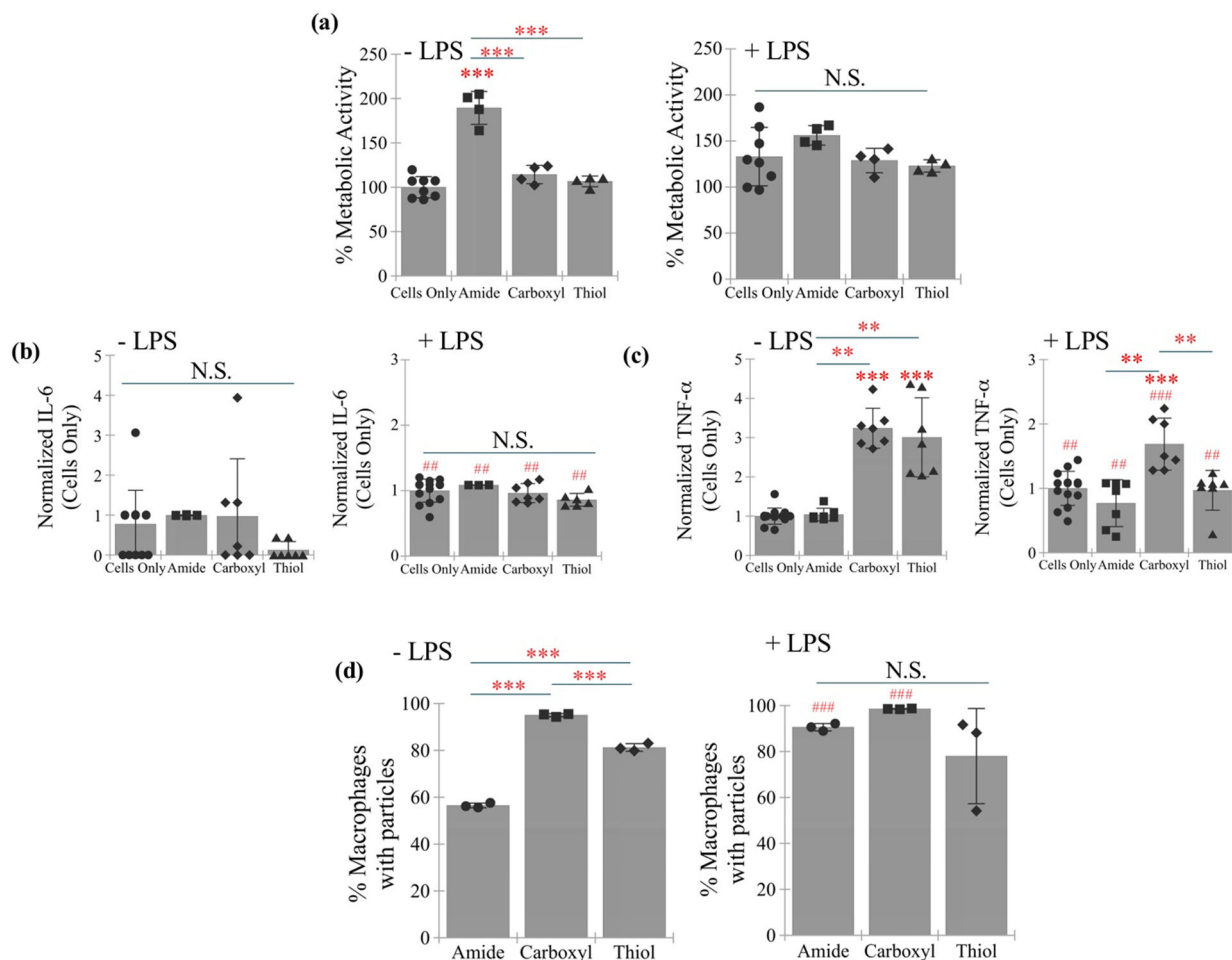 (a)
- LPS
***
***
***
% Metabolic Activity
250
200
150
100
50
0
Cells Only Amide Carboxyl Thiol
+ LPS
N.S.
% Metabolic Activity
250
200
150
100
50
0
Cells Only Amide Carboxyl Thiol
(b)
- LPS
N.S.
Normalized IL-6
(Cells Only)
5
4
3
2
1
0
Cells Only Amide Carboxyl Thiol
+ LPS
N.S.
## ## ## ##
Normalized IL-6
(Cells Only)
3
2
1
0
Cells Only Amide Carboxyl Thiol
(c)
- LPS
**
**
*** ***
Normalized TNF-α
(Cells Only)
5
4
3
2
1
0
Cells Only Amide Carboxyl Thiol
+ LPS
**
**
***
###
## ## ##
Normalized TNF-α
(Cells Only)
3
2
1
0
Cells Only Amide Carboxyl Thiol
(d)
- LPS
***
*** ***
% Macrophages
with particles
100
80
60
40
20
0
Amide Carboxyl Thiol
+ LPS
N.S.
### ###
% Macrophages
with particles
100
80
60
40
20
0
Amide Carboxyl Thiol